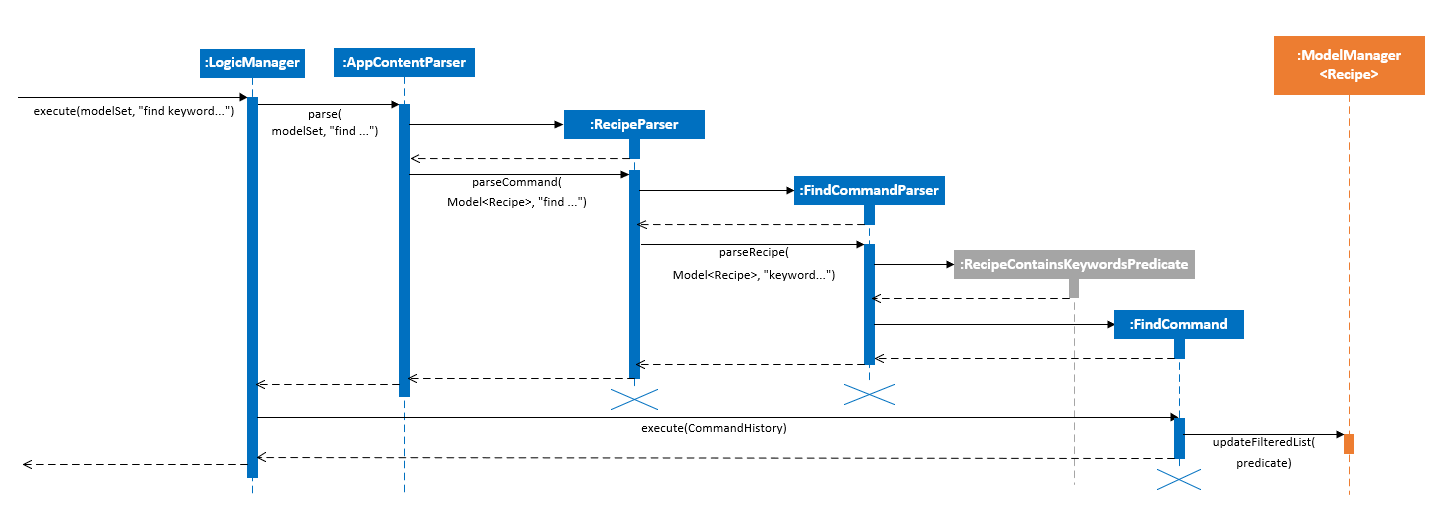 :LogicManager
:AppContentParser
:ModelManager
<Recipe>
execute(modelSet, "find keyword...")
parse(
modelSet, "find ...")
:RecipeParser
parseCommand(
Model<Recipe>, "find ...")
:FindCommandParser
parseRecipe(
Model<Recipe>, "keyword...")
:RecipeContainsKeywordsPredicate
:FindCommand
execute(CommandHistory)
updateFilteredList(
predicate)